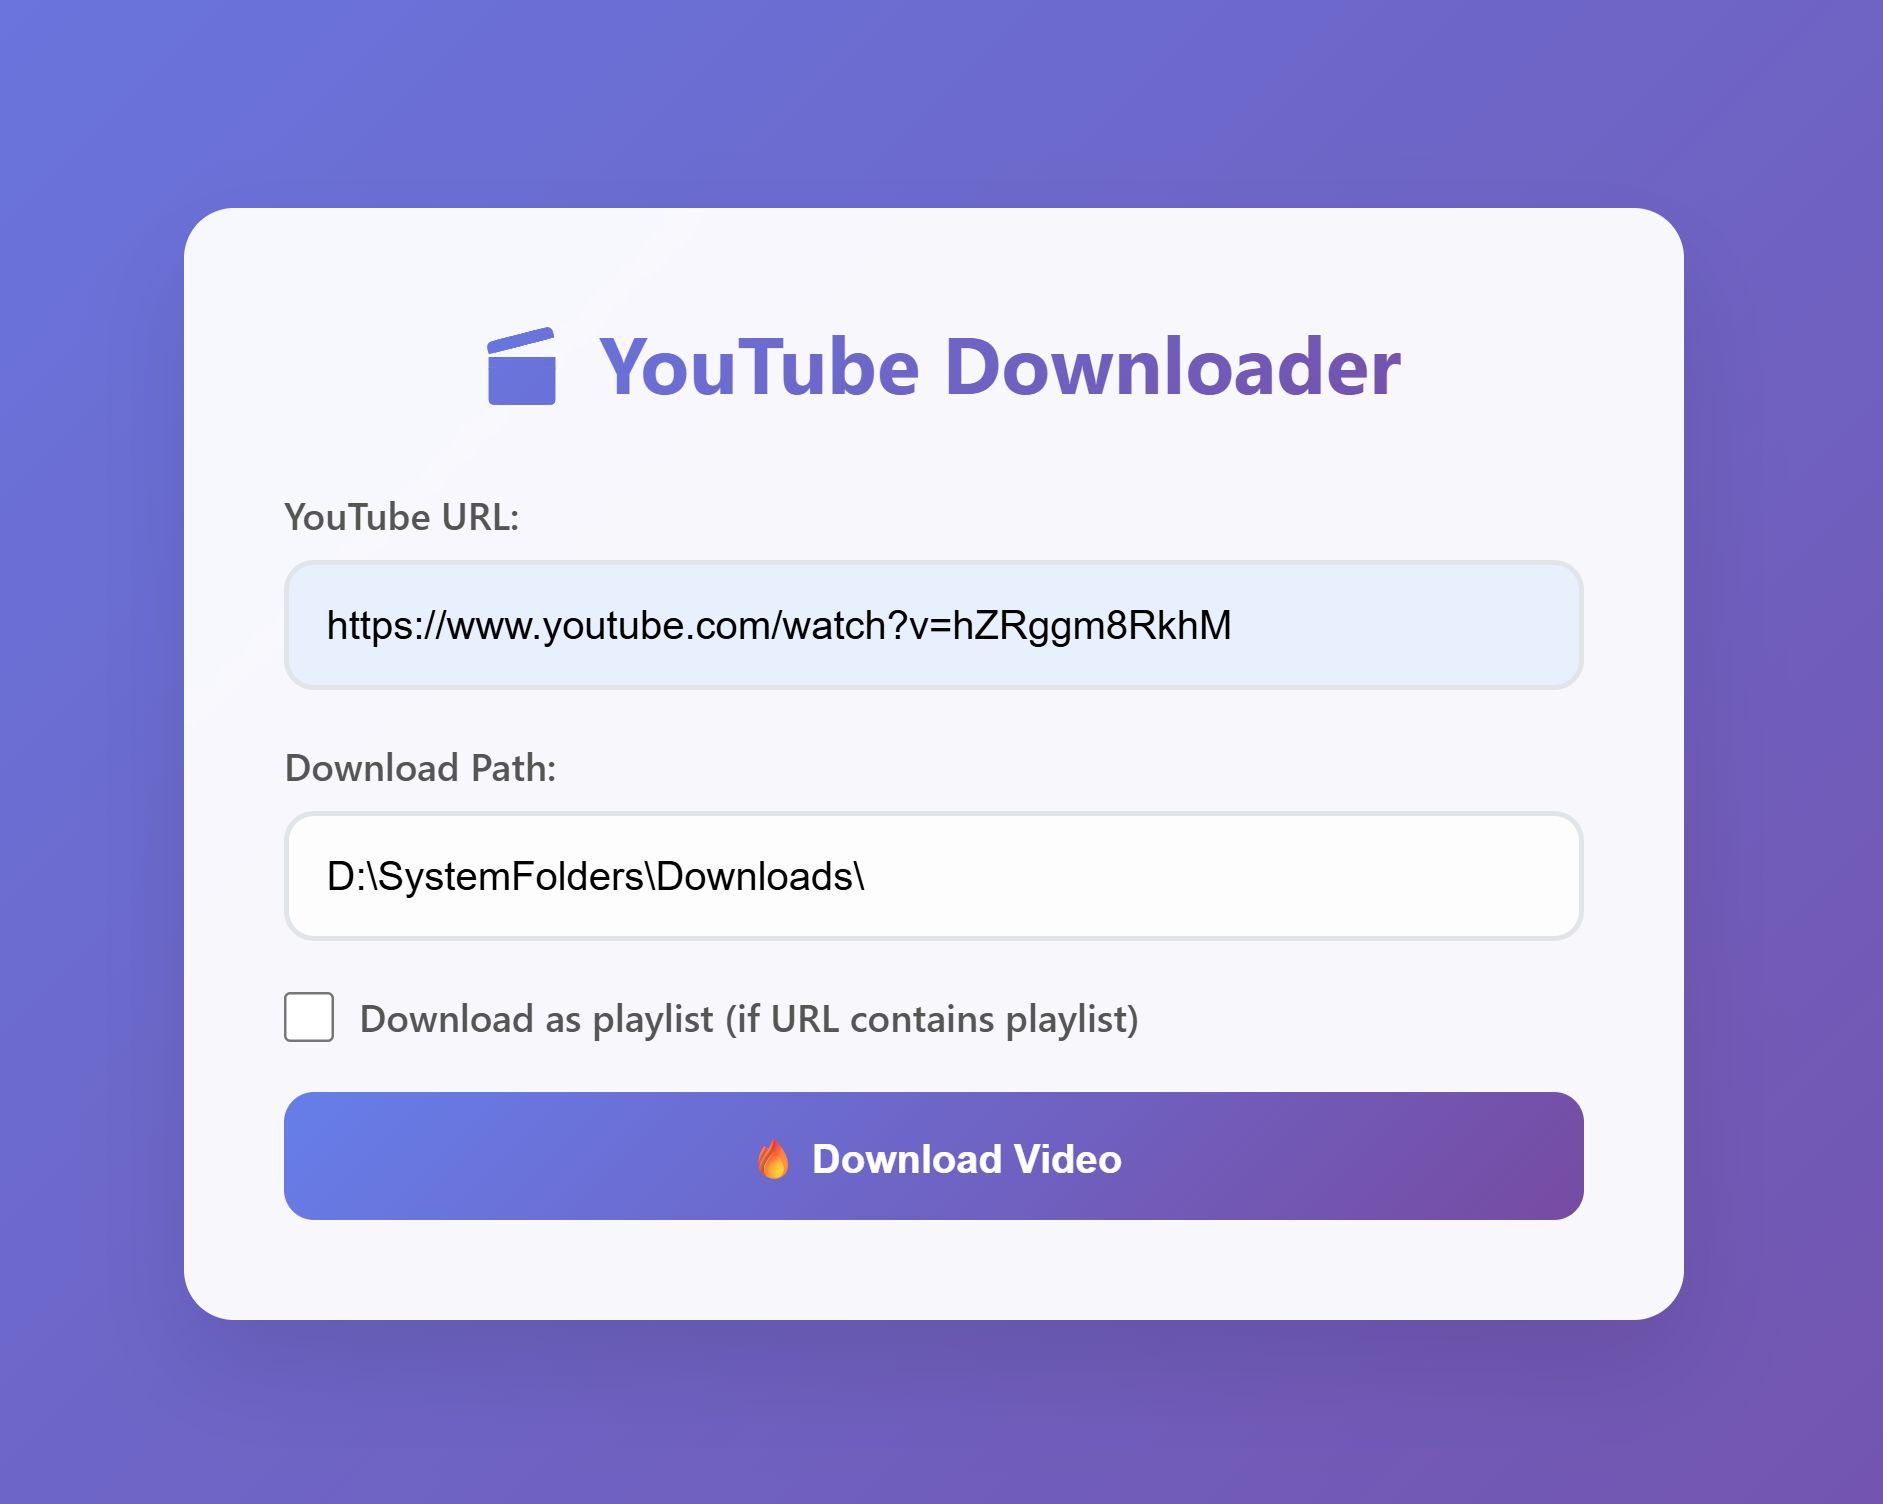 YouTube Downloader
YouTube URL:
https://www.youtube.com/watch?v=hZRggm8RkhM
Download Path:
D:\SystemFolders\Downloads\
Download as playlist (if URL contains playlist)
Download Video